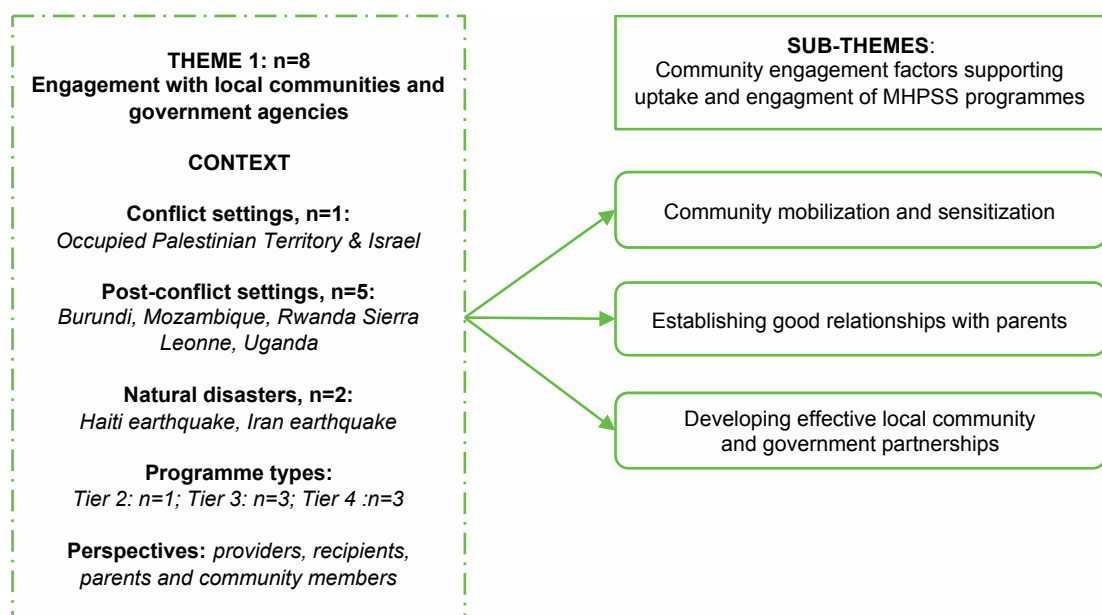 THEME 1: n=8
Engagement with local communities and
government agencies
CONTEXT
Conflict settings, n=1:
Occupied Palestinian Territory & Israel
Post-conflict settings, n=5:
Burundi, Mozambique, Rwanda Sierra
Leonne, Uganda
Natural disasters, n=2:
Haiti earthquake, Iran earthquake
Programme types:
Tier 2: n=1; Tier 3: n=3; Tier 4 :n=3
Perspectives: providers, recipients,
parents and community members
SUB-THEMES:
Community engagement factors supporting
uptake and engagment of MHPSS programmes
Community mobilization and sensitization
Establishing good relationships with parents
Developing effective local community
and government partnerships